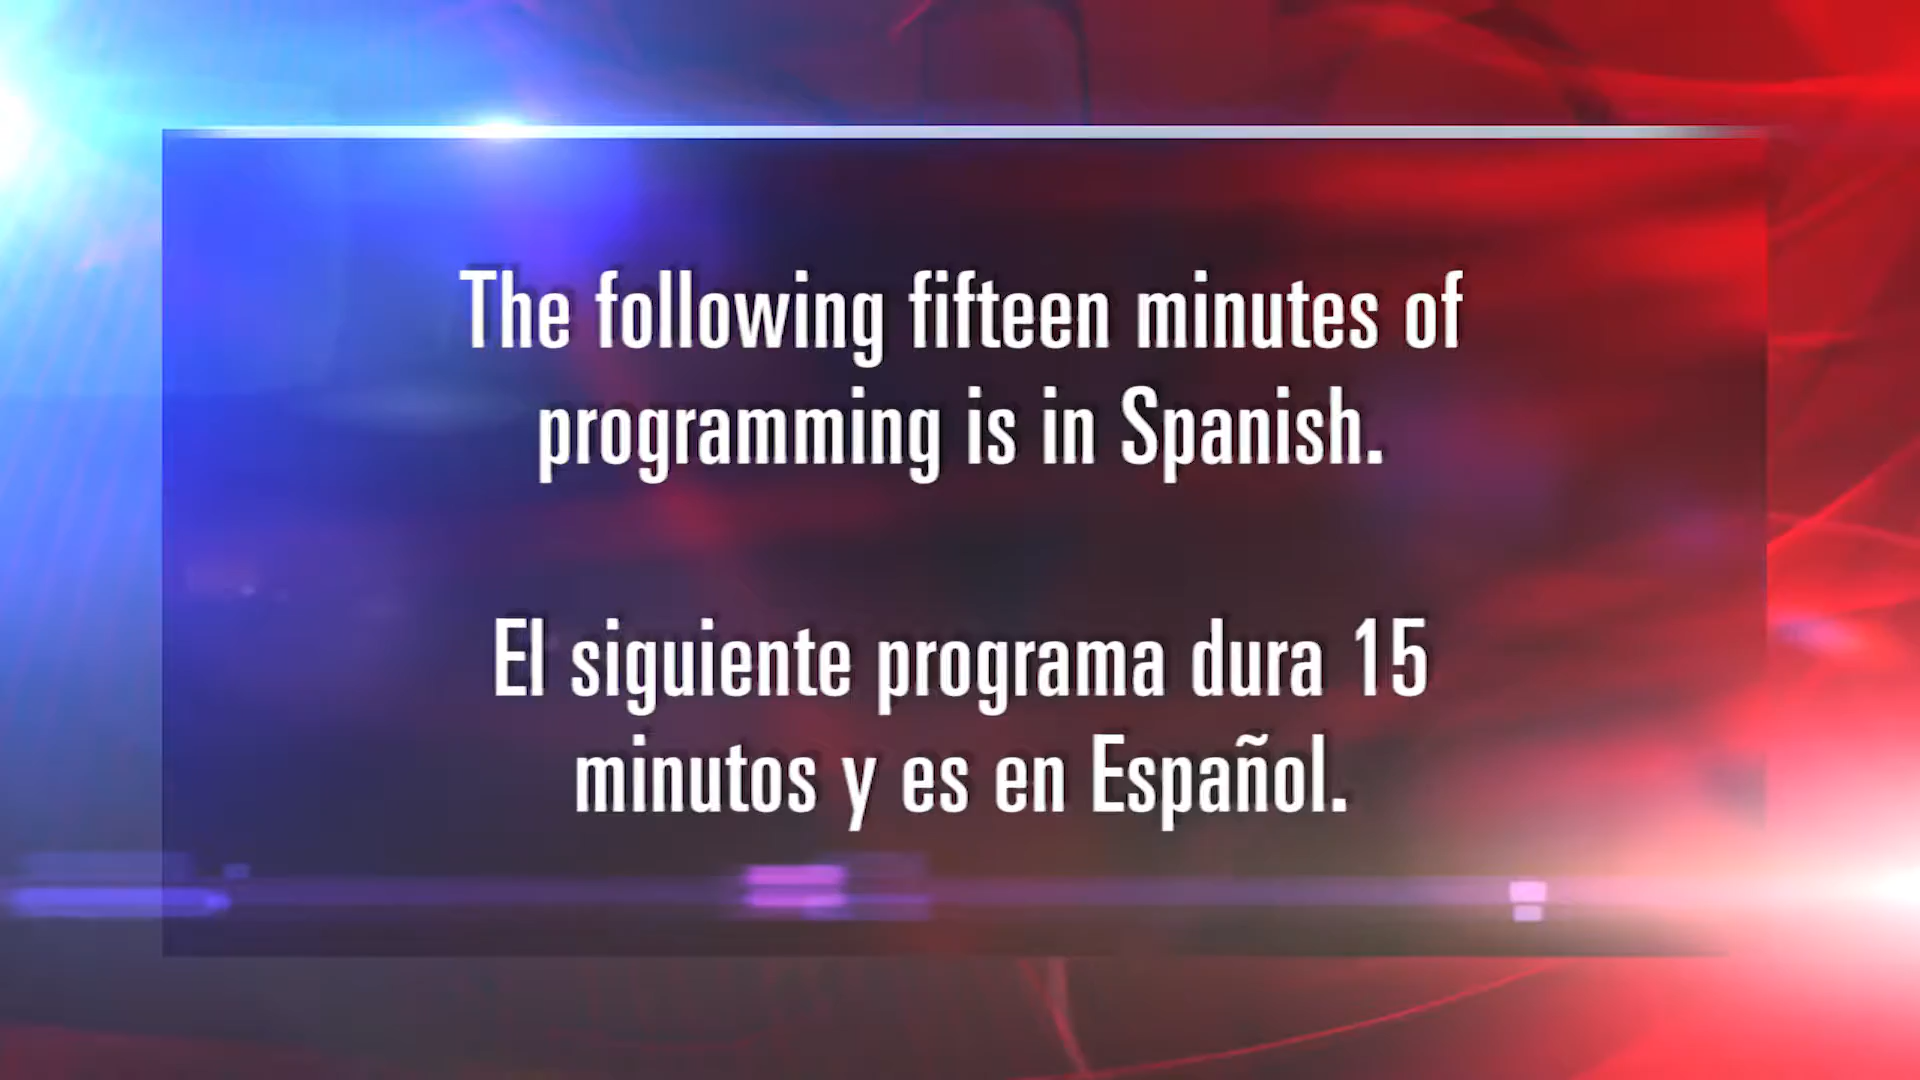 The following fifteen minutes of
programming is in Spanish.
El siguiente programa dura 15
minutos y es en Español.